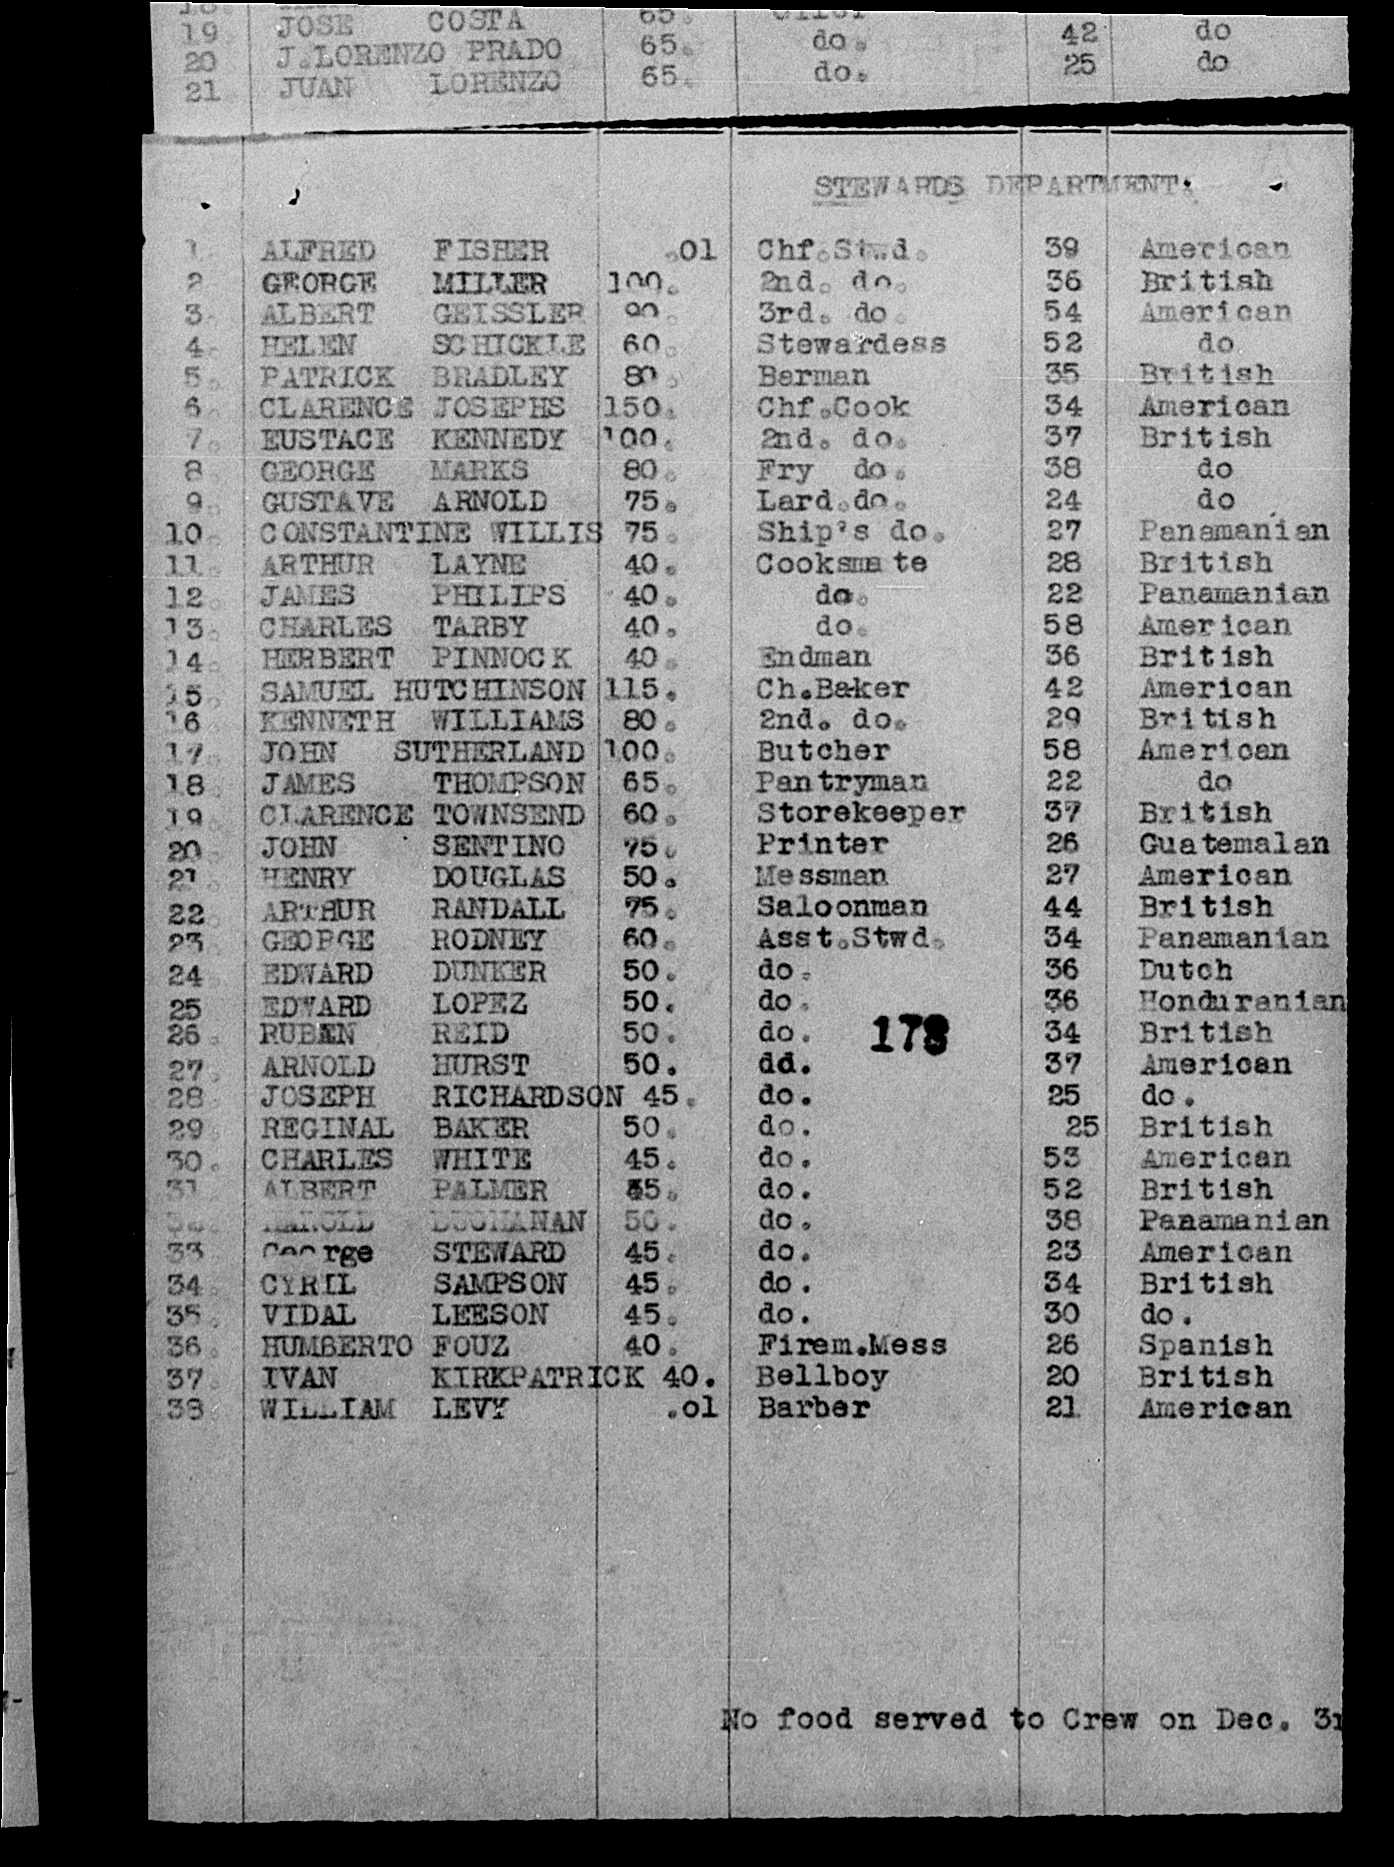 19 JOSE COSTA 65. do. 42 do
20 J.LORENZO PRADO 65. do. 25 do
21 JUAN LORENZO 65.
STEWARDS DEPARTMENT.
1 ALFRED FISHER .01 Chf.Stwd. 39 American
2 GEORGE MILLER 100. 2nd. do. 36 British
3. ALBERT GEISSLER 90. 3rd. do. 54 American
4. HELEN SCHICKLE 60. Stewardess 52 do
5. PATRICK BRADLEY 80. Barman 35 British
6. CLARENCE JOSEPHS 150. Chf.Cook 34 American
7. EUSTACE KENNEDY 100. 2nd. do. 37 British
8. GEORGE MARKS 80. Fry do. 38 do
9. GUSTAVE ARNOLD 75. Lard.do. 24 do
10. CONSTANTINE WILLIS 75. Ship's do. 27 Panamanian
11. ARTHUR LAYNE 40. Cooksmate 28 British
12. JAMES PHILIPS 40. do. 22 Panamanian
13. CHARLES TARBY 40. do. 58 American
14. HERBERT PINNOCK 40. Endman 36 British
15. SAMUEL HUTCHINSON 115. Ch.Baker 42 American
16. KENNETH WILLIAMS 80. 2nd. do. 29 British
17. JOHN SUTHERLAND 100. Butcher 58 American
18. JAMES THOMPSON 65. Pantryman 22 do
19. CLARENCE TOWNSEND 60. Storekeeper 37 British
20. JOHN SENTINO 75. Printer 26 Guatemalan
21. HENRY DOUGLAS 50. Messman 27 American
22. ARTHUR RANDALL 75. Saloonman 44 British
23. GEORGE RODNEY 60. Asst.Stwd. 34 Panamanian
24. EDWARD DUNKER 50. do. 36 Dutch
25 EDWARD LOPEZ 50. do. 36 Honduranian
26. RUBEN REID 50. do. 34 British
178
27. ARNOLD HURST 50. dd. 37 American
28. JOSEPH RICHARDSON 45. do. 25 do.
29. REGINAL BAKER 50. do. 25 British
30. CHARLES WHITE 45. do. 53 American
31 ALBERT PALMER 45. do. 52 British
HAROLD BUCHANAN 50. do. 38 Panamanian
33 George STEWARD 45. do. 23 American
34. CYRIL SAMPSON 45. do. 34 British
35. VIDAL LEESON 45. do. 30 do.
36. HUMBERTO FOUZ 40. Firem.Mess 26 Spanish
37. IVAN KIRKPATRICK 40. Bellboy 20 British
38. WILLIAM LEVY .01 Barber 21 American
No food served to Crew on Dec.